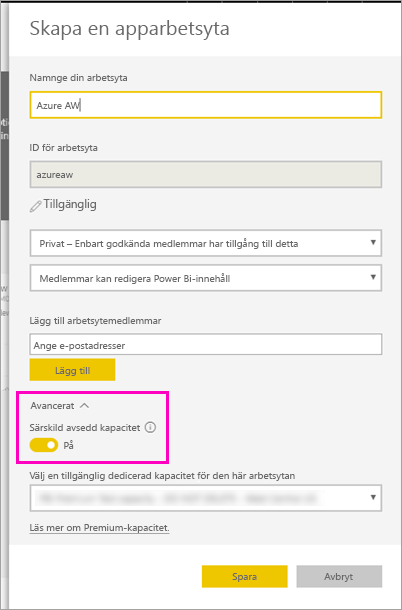 Skapa en apparbetsyta
Namnge din arbetsyta
Azure AW
ID för arbetsyta
azureaw
Tillgänglig
Privat – Enbart godkända medlemmar har tillgång till detta
Medlemmar kan redigera Power Bi-innehåll
Lägg till arbetsytemedlemmar
Ange e-postadresser
Lägg till
Avancerat
Särskild avsedd kapacitet
På
Välj en tillgänglig dedicerad kapacitet för den här arbetsytan
Läs mer om Premium-kapacitet.
Spara
Avbryt